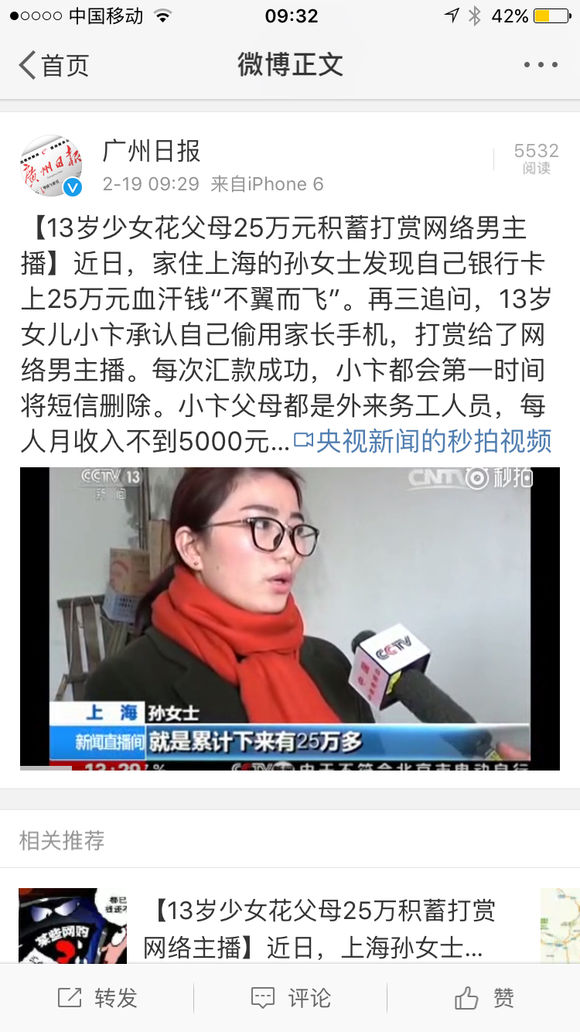 中国移动
09:32
42%
首页
微博正文
广州日报
5532
阅读
2-19 09:29 来自iPhone 6
【13岁少女花父母25万元积蓄打赏网络男主
播】近日，家住上海的孙女士发现自己银行卡
上25万元血汗钱“不翼而飞”。再三追问，13岁
女儿小卞承认自己偷用家长手机，打赏给了网
络男主播。每次汇款成功，小卞都会第一时间
将短信删除。小卞父母都是外来务工人员，每
人月收入不到5000元...央视新闻的秒拍视频
CCTV 13
新闻
CNTV 秒拍
CCTV
上 海 孙女士
新闻直播间 就是累计下来有25万多
相关推荐
某些网购
【13岁少女花父母25万积蓄打赏
网络主播】近日，上海孙女士...
转发
评论
赞